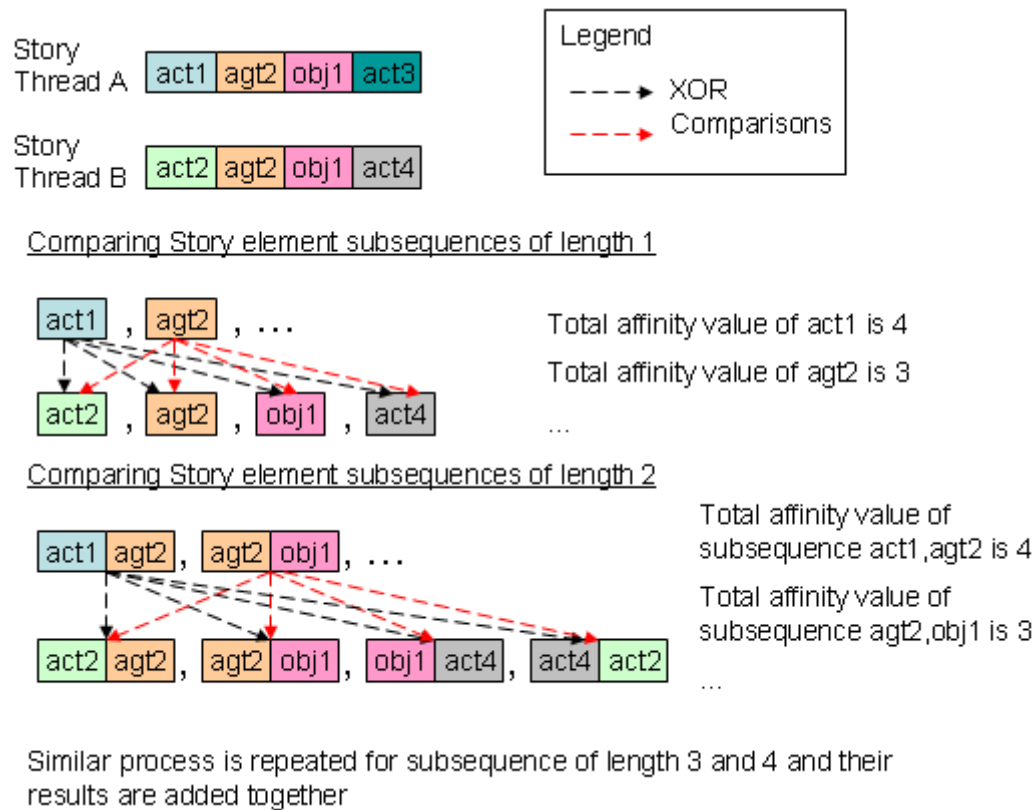 Story
Thread A
act1 agt2 obj1 act3
Story
Thread B
act2 agt2 obj1 act4
Legend
XOR
Comparisons
Comparing Story element subsequences of length 1
act1 , agt2 , ...
act2 , agt2 , obj1 , act4
Total affinity value of act1 is 4
Total affinity value of agt2 is 3
...
Comparing Story element subsequences of length 2
act1 agt2 , agt2 obj1 , ...
act2 agt2 , agt2 obj1 , obj1 act4 , act4 act2
Total affinity value of
subsequence act1,agt2 is 4
Total affinity value of
subsequence agt2,obj1 is 3
...
Similar process is repeated for subsequence of length 3 and 4 and their
results are added together